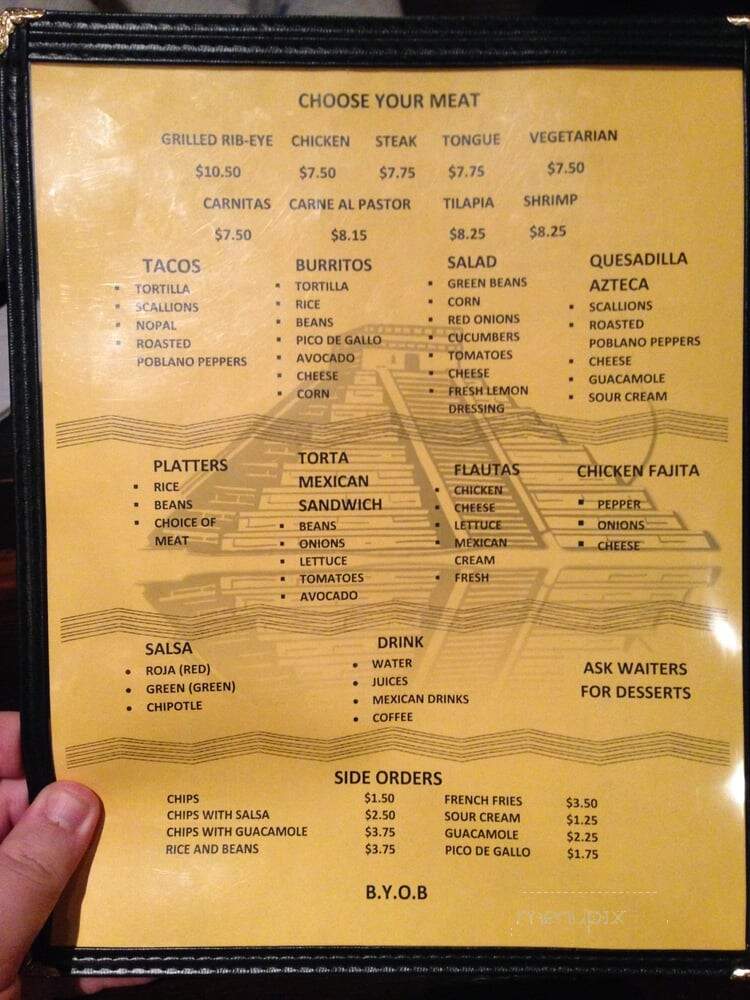 CHOOSE YOUR MEAT
GRILLED RIB-EYE CHICKEN STEAK TONGUE VEGETARIAN
$10.50 $7.50 $7.75 $7.75 $7.50
CARNITAS CARNE AL PASTOR TILAPIA SHRIMP
$7.50 $8.15 $8.25 $8.25
TACOS
▪ TORTILLA
▪ SCALLIONS
▪ NOPAL
▪ ROASTED
POBLANO PEPPERS
BURRITOS
▪ TORTILLA
▪ RICE
▪ BEANS
▪ PICO DE GALLO
▪ AVOCADO
▪ CHEESE
▪ CORN
SALAD
▪ GREEN BEANS
▪ CORN
▪ RED ONIONS
▪ CUCUMBERS
▪ TOMATOES
▪ CHEESE
▪ FRESH LEMON
DRESSING
QUESADILLA
AZTECA
▪ SCALLIONS
▪ ROASTED
POBLANO PEPPERS
▪ CHEESE
▪ GUACAMOLE
▪ SOUR CREAM
PLATTERS
▪ RICE
▪ BEANS
▪ CHOICE OF
MEAT
TORTA
MEXICAN
SANDWICH
▪ BEANS
▪ ONIONS
▪ LETTUCE
▪ TOMATOES
▪ AVOCADO
FLAUTAS
▪ CHICKEN
▪ CHEESE
▪ LETTUCE
▪ MEXICAN
CREAM
▪ FRESH
CHICKEN FAJITA
▪ PEPPER
▪ ONIONS
▪ CHEESE
SALSA
• ROJA (RED)
• GREEN (GREEN)
• CHIPOTLE
DRINK
• WATER
• JUICES
• MEXICAN DRINKS
• COFFEE
ASK WAITERS
FOR DESSERTS
SIDE ORDERS
CHIPS $1.50 FRENCH FRIES $3.50
CHIPS WITH SALSA $2.50 SOUR CREAM $1.25
CHIPS WITH GUACAMOLE $3.75 GUACAMOLE $2.25
RICE AND BEANS $3.75 PICO DE GALLO $1.75
B.Y.O.B
menupix